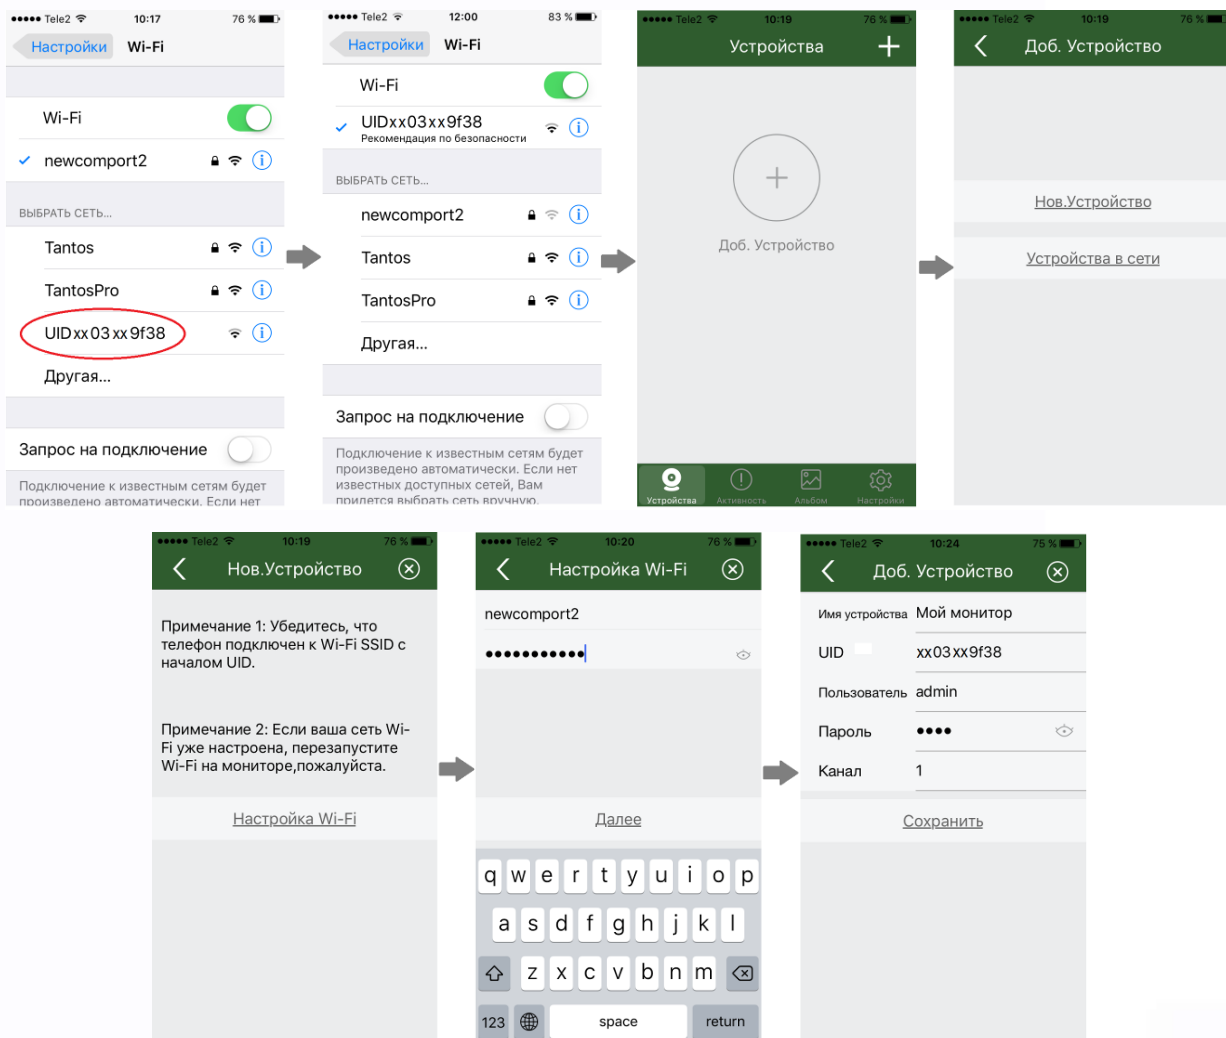 Tele2 10:17 76 %
Настройки Wi-Fi
Wi-Fi
newcomport2
ВЫБРАТЬ СЕТЬ...
Tantos
TantosPro
UIDxx03xx9f38
Другая...
Запрос на подключение
Подключение к известным сетям будет
произведено автоматически. Если нет
Tele2 12:00 83 %
Настройки Wi-Fi
Wi-Fi
UIDxx03xx9f38
Рекомендация по безопасности
ВЫБРАТЬ СЕТЬ...
newcomport2
Tantos
TantosPro
Другая...
Запрос на подключение
Подключение к известным сетям будет
произведено автоматически. Если нет
известных доступных сетей, Вам
придется выбрать сеть вручную.
Tele2 10:19 76 %
Устройства
Доб. Устройство
Устройства Активность Альбом Настройки
Tele2 10:19 76 %
Доб. Устройство
Нов.Устройство
Устройства в сети
Tele2 10:19 76 %
Нов.Устройство
Примечание 1: Убедитесь, что
телефон подключен к Wi-Fi SSID с
началом UID.
Примечание 2: Если ваша сеть Wi-
Fi уже настроена, перезапустите
Wi-Fi на мониторе,пожалуйста.
Настройка Wi-Fi
Tele2 10:20 76 %
Настройка Wi-Fi
newcomport2
Далее
q w e r t y u i o p
a s d f g h j k l
z x c v b n m
123 space return
Tele2 10:24 75 %
Доб. Устройство
Имя устройства Мой монитор
UID xx03xx9f38
Пользователь admin
Пароль
Канал 1
Сохранить